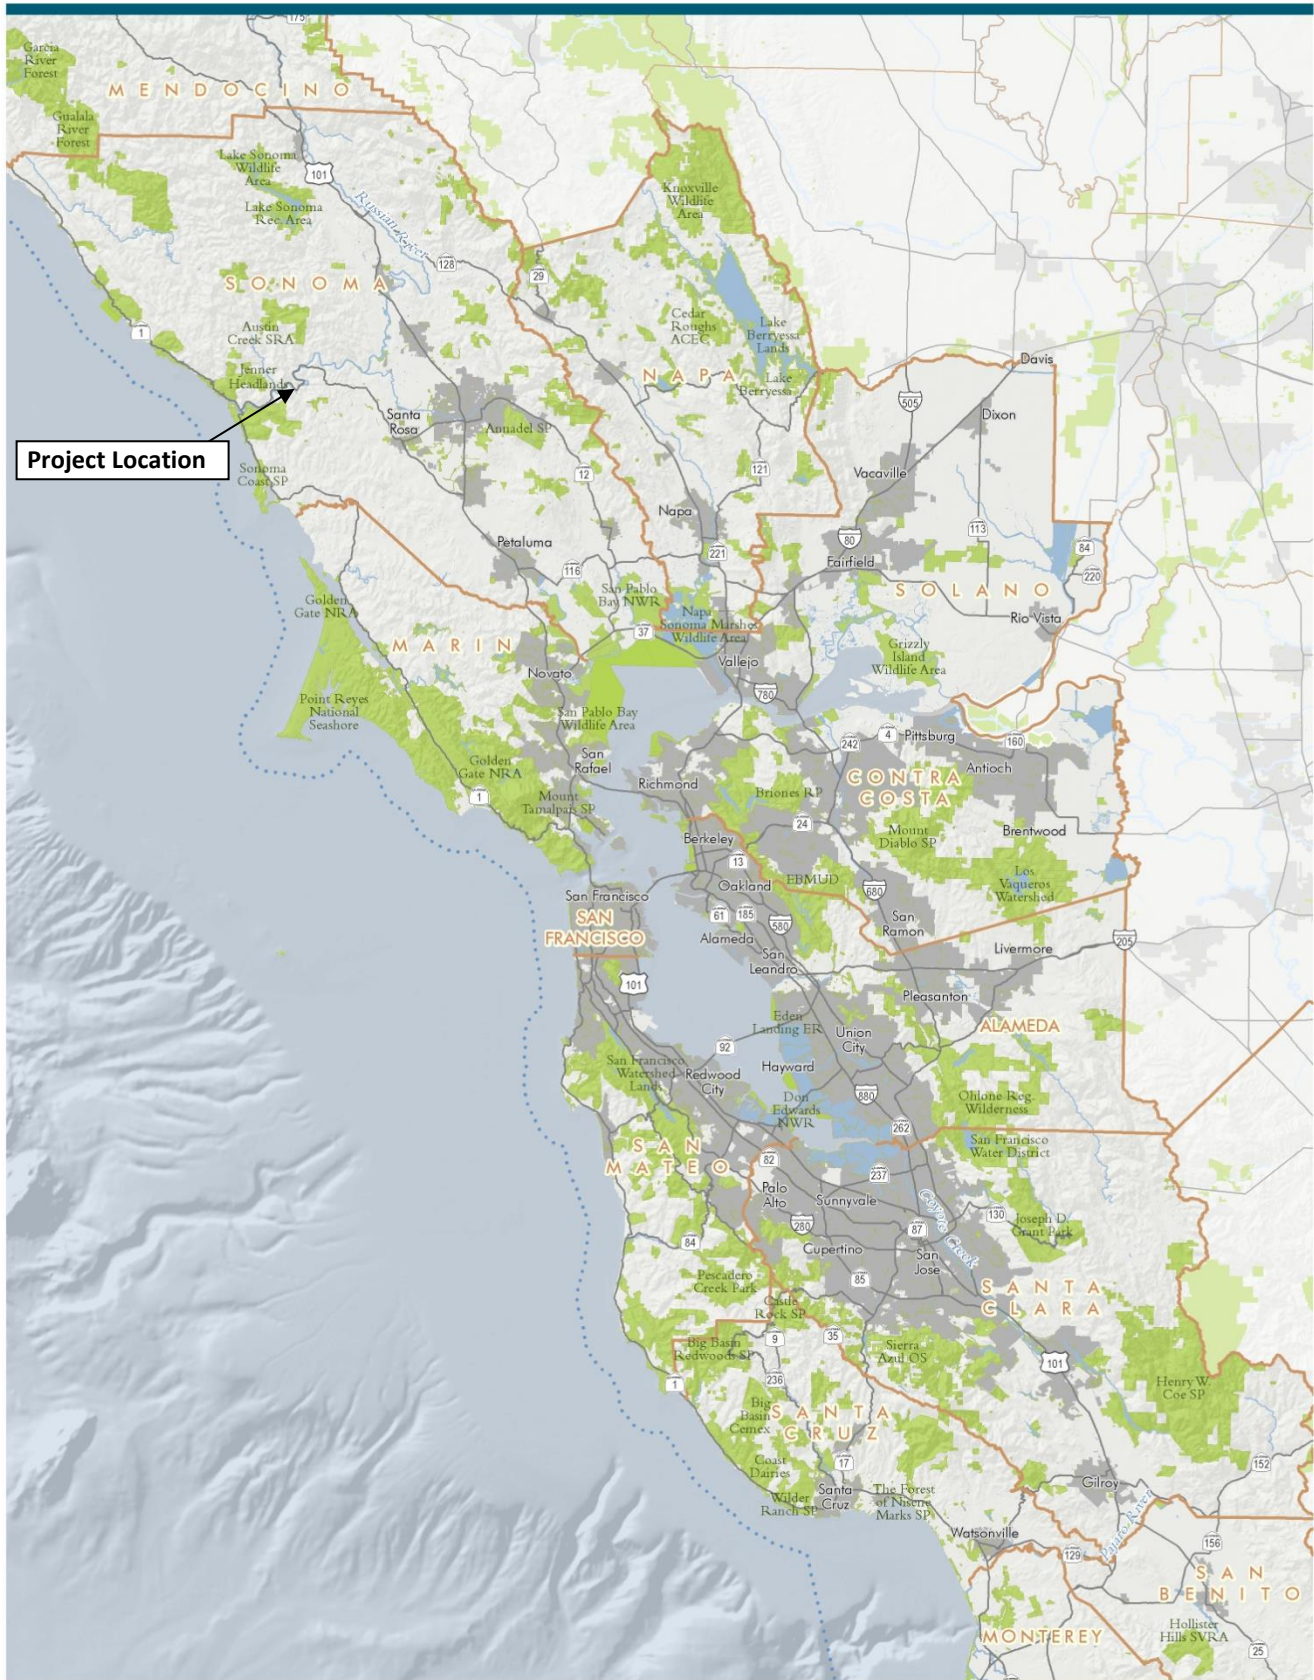 175
Garcia
River
Forest
MENDOCINO
Gualala
River
Forest
Lake Sonoma
Wildlife
Area
101
Lake Sonoma
Rec. Area
Russian River
Knoxville
Wildlife
Area
128
29
SONOMA
1
Austin
Creek SRA
Cedar
Roughs
ACEC
Lake
Berryessa
Lands
Jenner
Headlands
NAPA
Lake
Berryessa
Davis
505
Dixon
Santa
Rosa
Annadel SP
Project Location
Sonoma
Coast SP
12
121
Vacaville
Napa
113
80
Petaluma
221
84
116
Fairfield
220
San Pablo
Bay NWR
SOLANO
Golden
Gate NRA
Napa
Sonoma Marshes
Wildlife Area
Rio Vista
37
MARIN
Grizzly
Island
Wildlife Area
Novato
Vallejo
780
Point Reyes
National
Seashore
San Pablo Bay
Wildlife Area
242
4
Pittsburg
160
San
Rafael
Golden
Gate NRA
Antioch
CONTRA
COSTA
Richmond
Briones RP
1
Mount
Tamalpais SP
24
Mount
Diablo SP
Brentwood
Berkeley
13
Oakland
EBMUD
680
Los
Vaqueros
Watershed
San Francisco
SAN
FRANCISCO
61
185
580
San
Ramon
Alameda
205
Livermore
San
Leandro
101
Pleasanton
Eden
Landing ER
Union
City
ALAMEDA
92
San Francisco
Watershed
Lands
Redwood
City
Hayward
880
Don
Edwards
NWR
Ohlone Reg.
Wilderness
262
San Francisco
Water District
SAN
MATEO
82
237
Palo
Alto
Sunnyvale
Coyote Creek
130
Joseph D.
Grant Park
280
87
84
Cupertino
San
Jose
85
Pescadero
Creek Park
SANTA
CLARA
Castle
Rock SP
9
35
Big Basin
Redwoods SP
Sierra
Azul OS
101
1
236
Henry W.
Coe SP
Big
Basin
Cemex
SANTA
CRUZ
Coast
Dairies
17
152
Gilroy
Wilder
Ranch SP
Santa
Cruz
The Forest
of Nisene
Marks SP
Pajaro River
Watsonville
129
156
SAN
BENITO
MONTEREY
Hollister
Hills SVRA
25